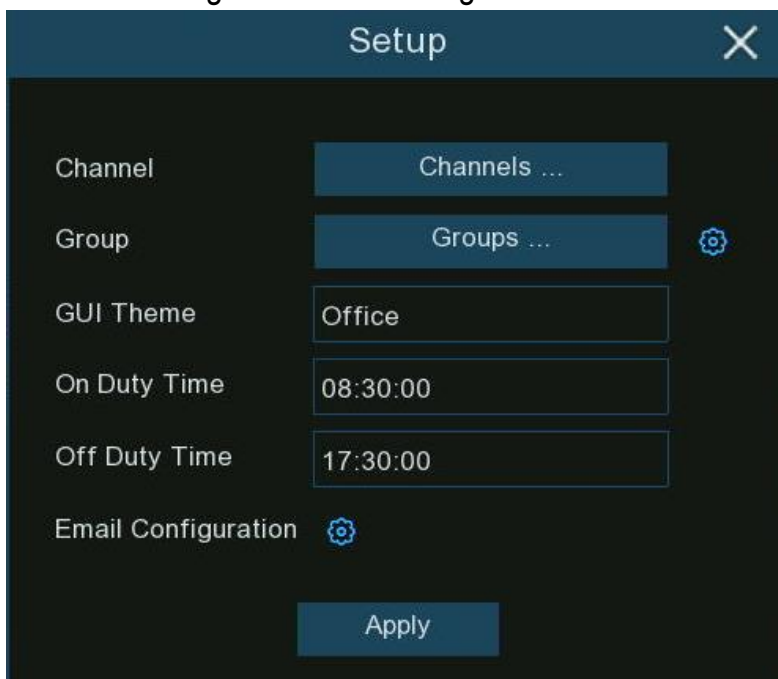 Setup
Channel Channels ...
Group Groups ...
GUI Theme Office
On Duty Time 08:30:00
Off Duty Time 17:30:00
Email Configuration
Apply